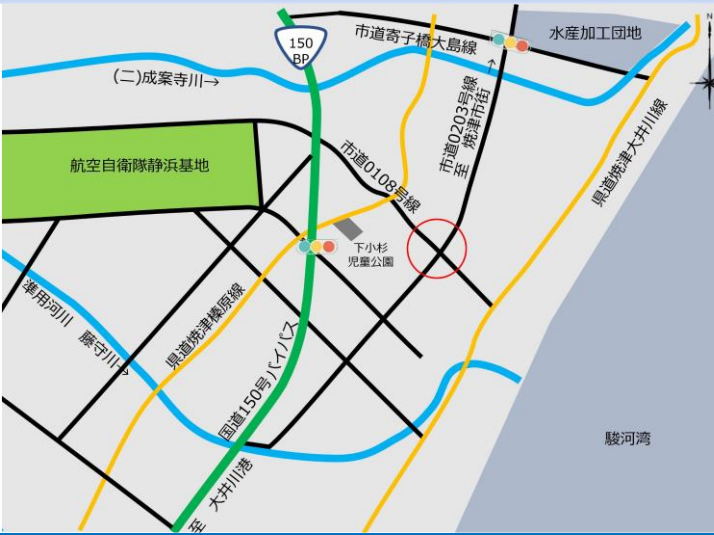 150
BP
市道寄子橋大島線
水産加工団地
N
(二)成案寺川→
市道0203号線
至　焼津市街
→
県道焼津大井川線
航空自衛隊静浜基地
市道0108号線
下小杉
児童公園
準用河川　藤守川→
県道焼津榛原線
国道150号バイパス
至　大井川港
駿河湾